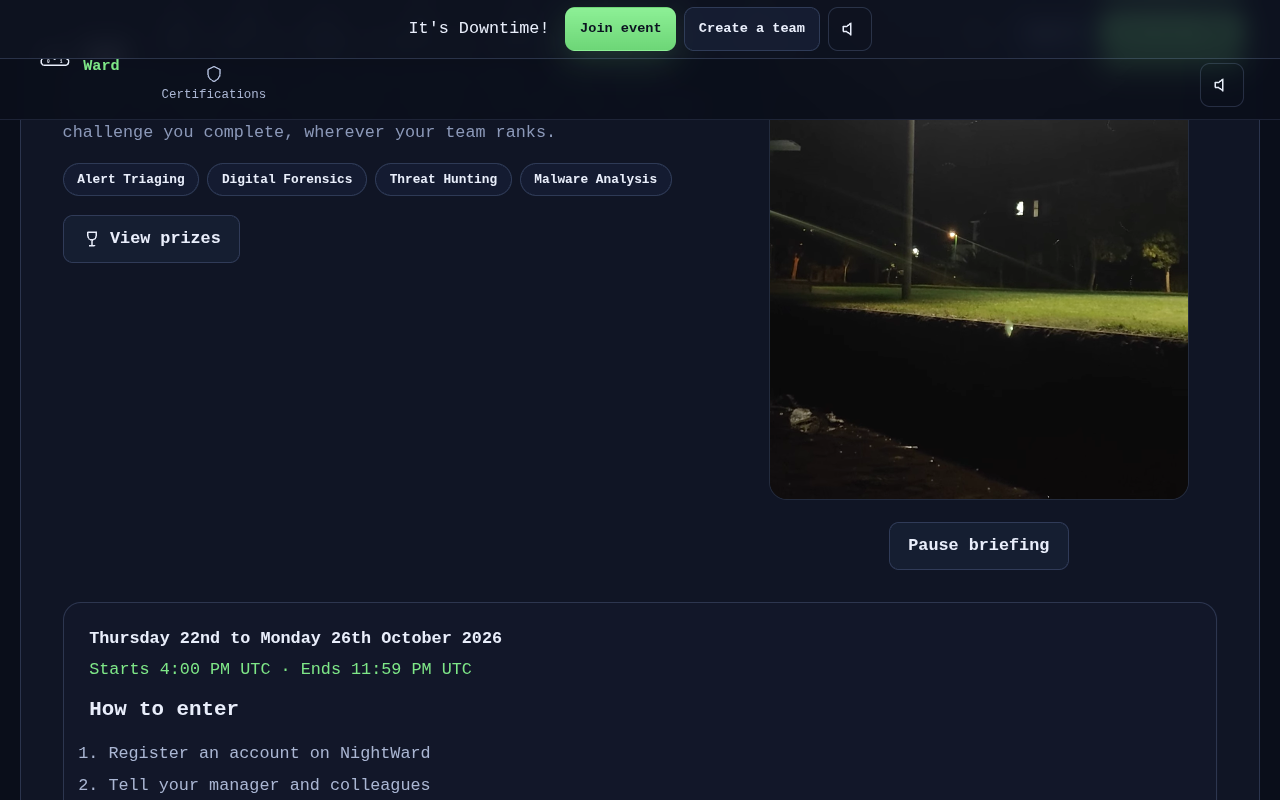 It's Downtime!
Join event
Create a team
Ward
Certifications
challenge you complete, wherever your team ranks.
Alert Triaging
Digital Forensics
Threat Hunting
Malware Analysis
View prizes
Pause briefing
Thursday 22nd to Monday 26th October 2026
Starts 4:00 PM UTC · Ends 11:59 PM UTC
How to enter
1. Register an account on NightWard
2. Tell your manager and colleagues